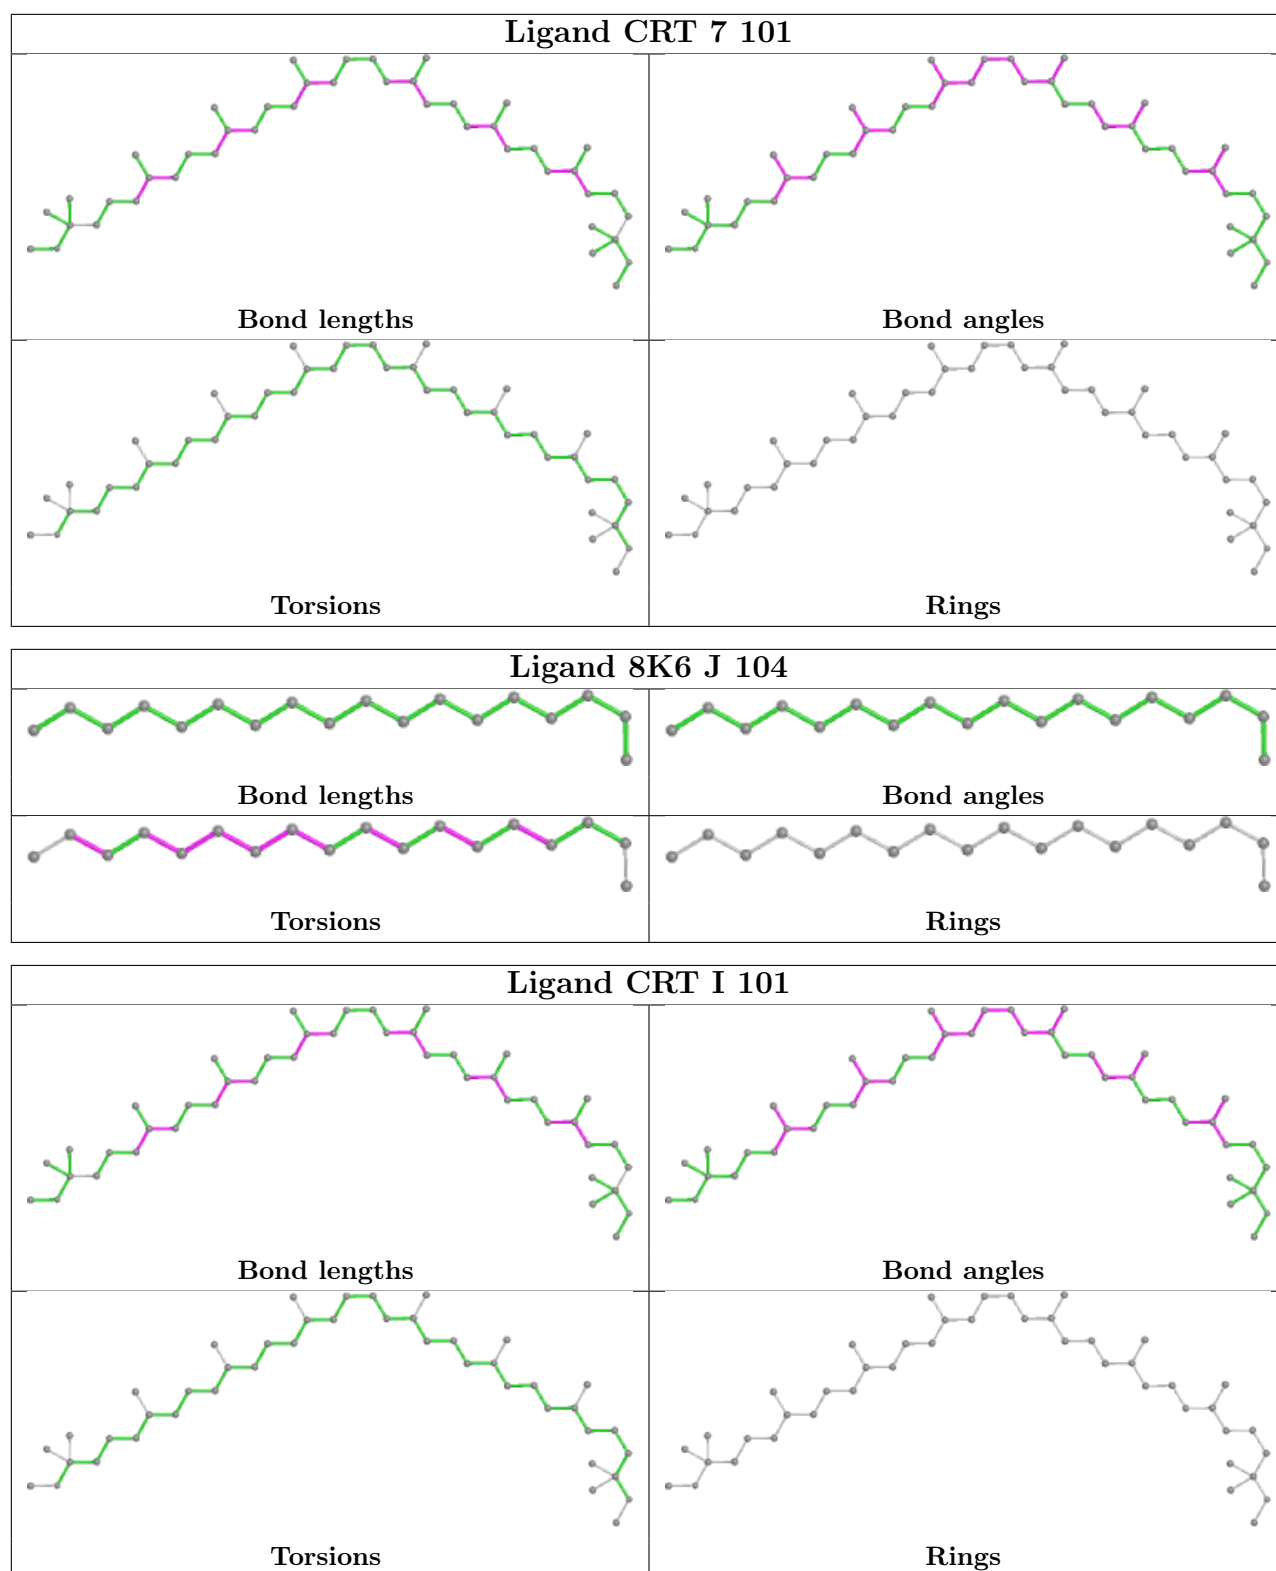 Ligand CRT 7 101
Bond lengths
Bond angles
Torsions
Rings
Ligand 8K6 J 104
Bond lengths
Bond angles
Torsions
Rings
Ligand CRT I 101
Bond lengths
Bond angles
Torsions
Rings